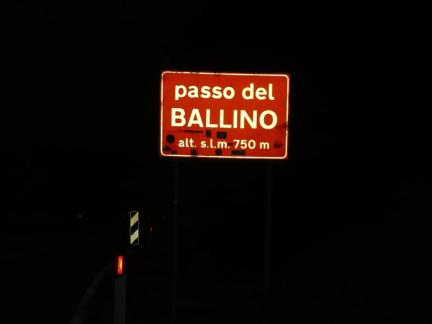 passo del
BALLINO
alt. s.l.m. 750 m